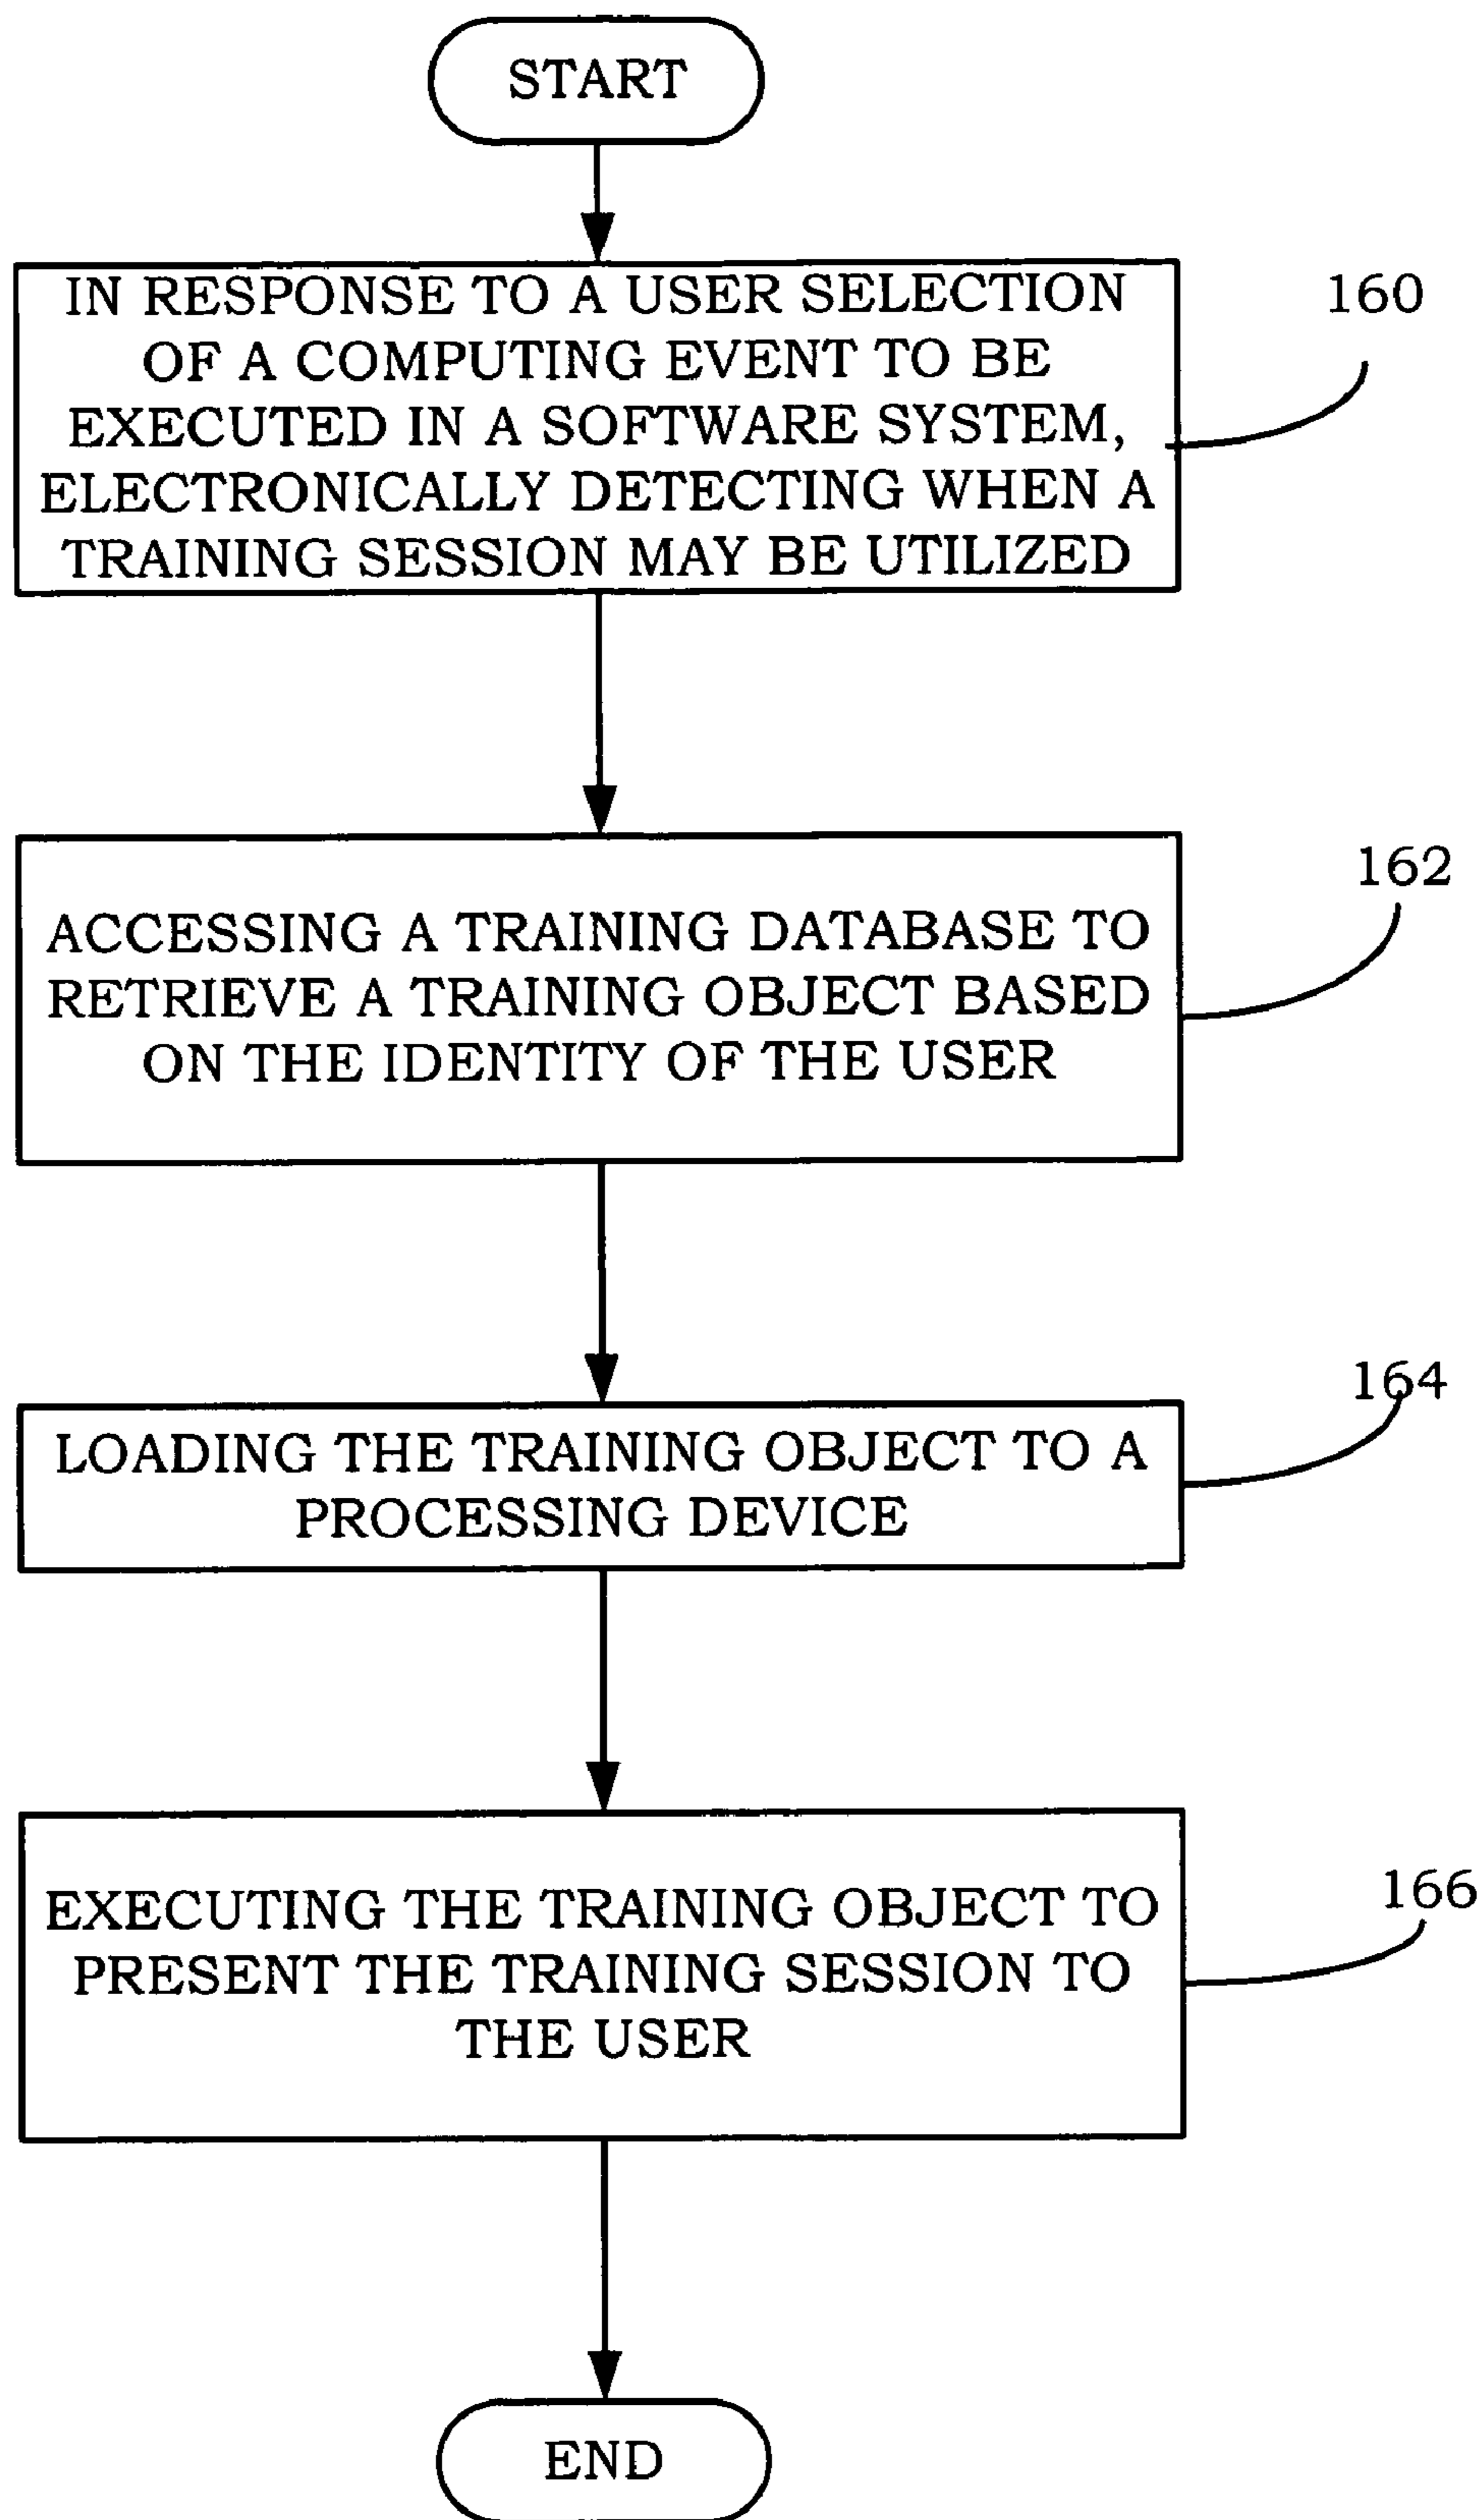 START
IN RESPONSE TO A USER SELECTION
OF A COMPUTING EVENT TO BE
EXECUTED IN A SOFTWARE SYSTEM,
ELECTRONICALLY DETECTING WHEN A
TRAINING SESSION MAY BE UTILIZED
160
ACCESSING A TRAINING DATABASE TO
RETRIEVE A TRAINING OBJECT BASED
ON THE IDENTITY OF THE USER
162
LOADING THE TRAINING OBJECT TO A
PROCESSING DEVICE
164
EXECUTING THE TRAINING OBJECT TO
PRESENT THE TRAINING SESSION TO
THE USER
166
END